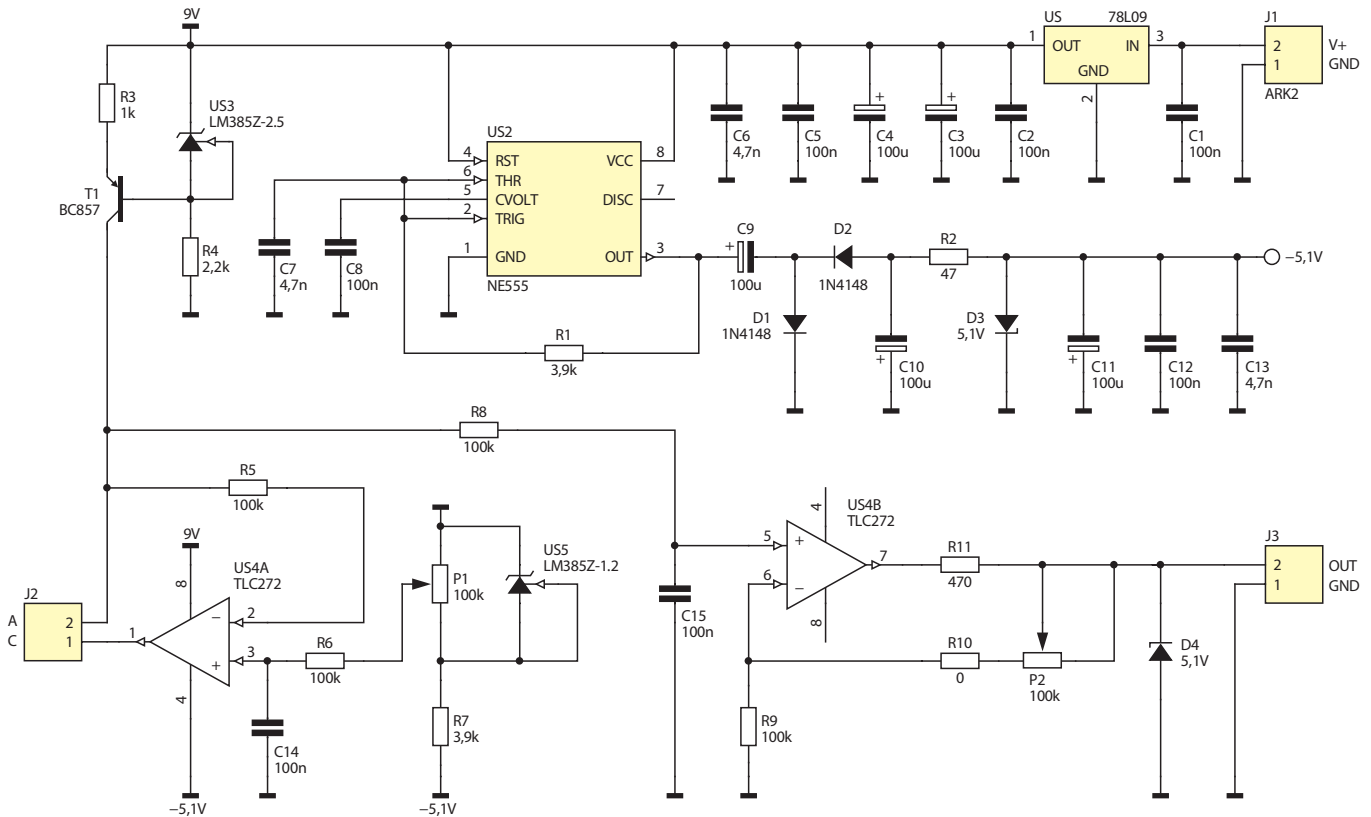 9V
US 78L09
J1
1 OUT IN 3
2 V+
GND
1 GND
2
ARK2
R3
1k
US3
LM385Z-2.5
US2
4 RST VCC 8
6 THR
5 CVOLT DISC 7
2 TRIG
1 GND OUT 3
NE555
C6
4,7n
C5
100n
+
C4
100u
+
C3
100u
C2
100n
C1
100n
T1
BC857
R4
2,2k
C7
4,7n
C8
100n
C9
+
100u
D2
1N4148
R2
47
−5,1V
D1
1N4148
D3
5,1V
R1
3,9k
+
C10
100u
+
C11
100u
C12
100n
C13
4,7n
R8
100k
R5
100k
9V
8
US4A
TLC272
US5
LM385Z-1.2
P1
100k
4
US4B
TLC272
5 +
6 −
7
8
R11
470
J3
2 OUT
1 GND
J2
A 2
C 1
1
− 2
+ 3
4
R6
100k
C15
100n
R10
0
P2
100k
D4
5,1V
C14
100n
R7
3,9k
R9
100k
−5,1V
−5,1V